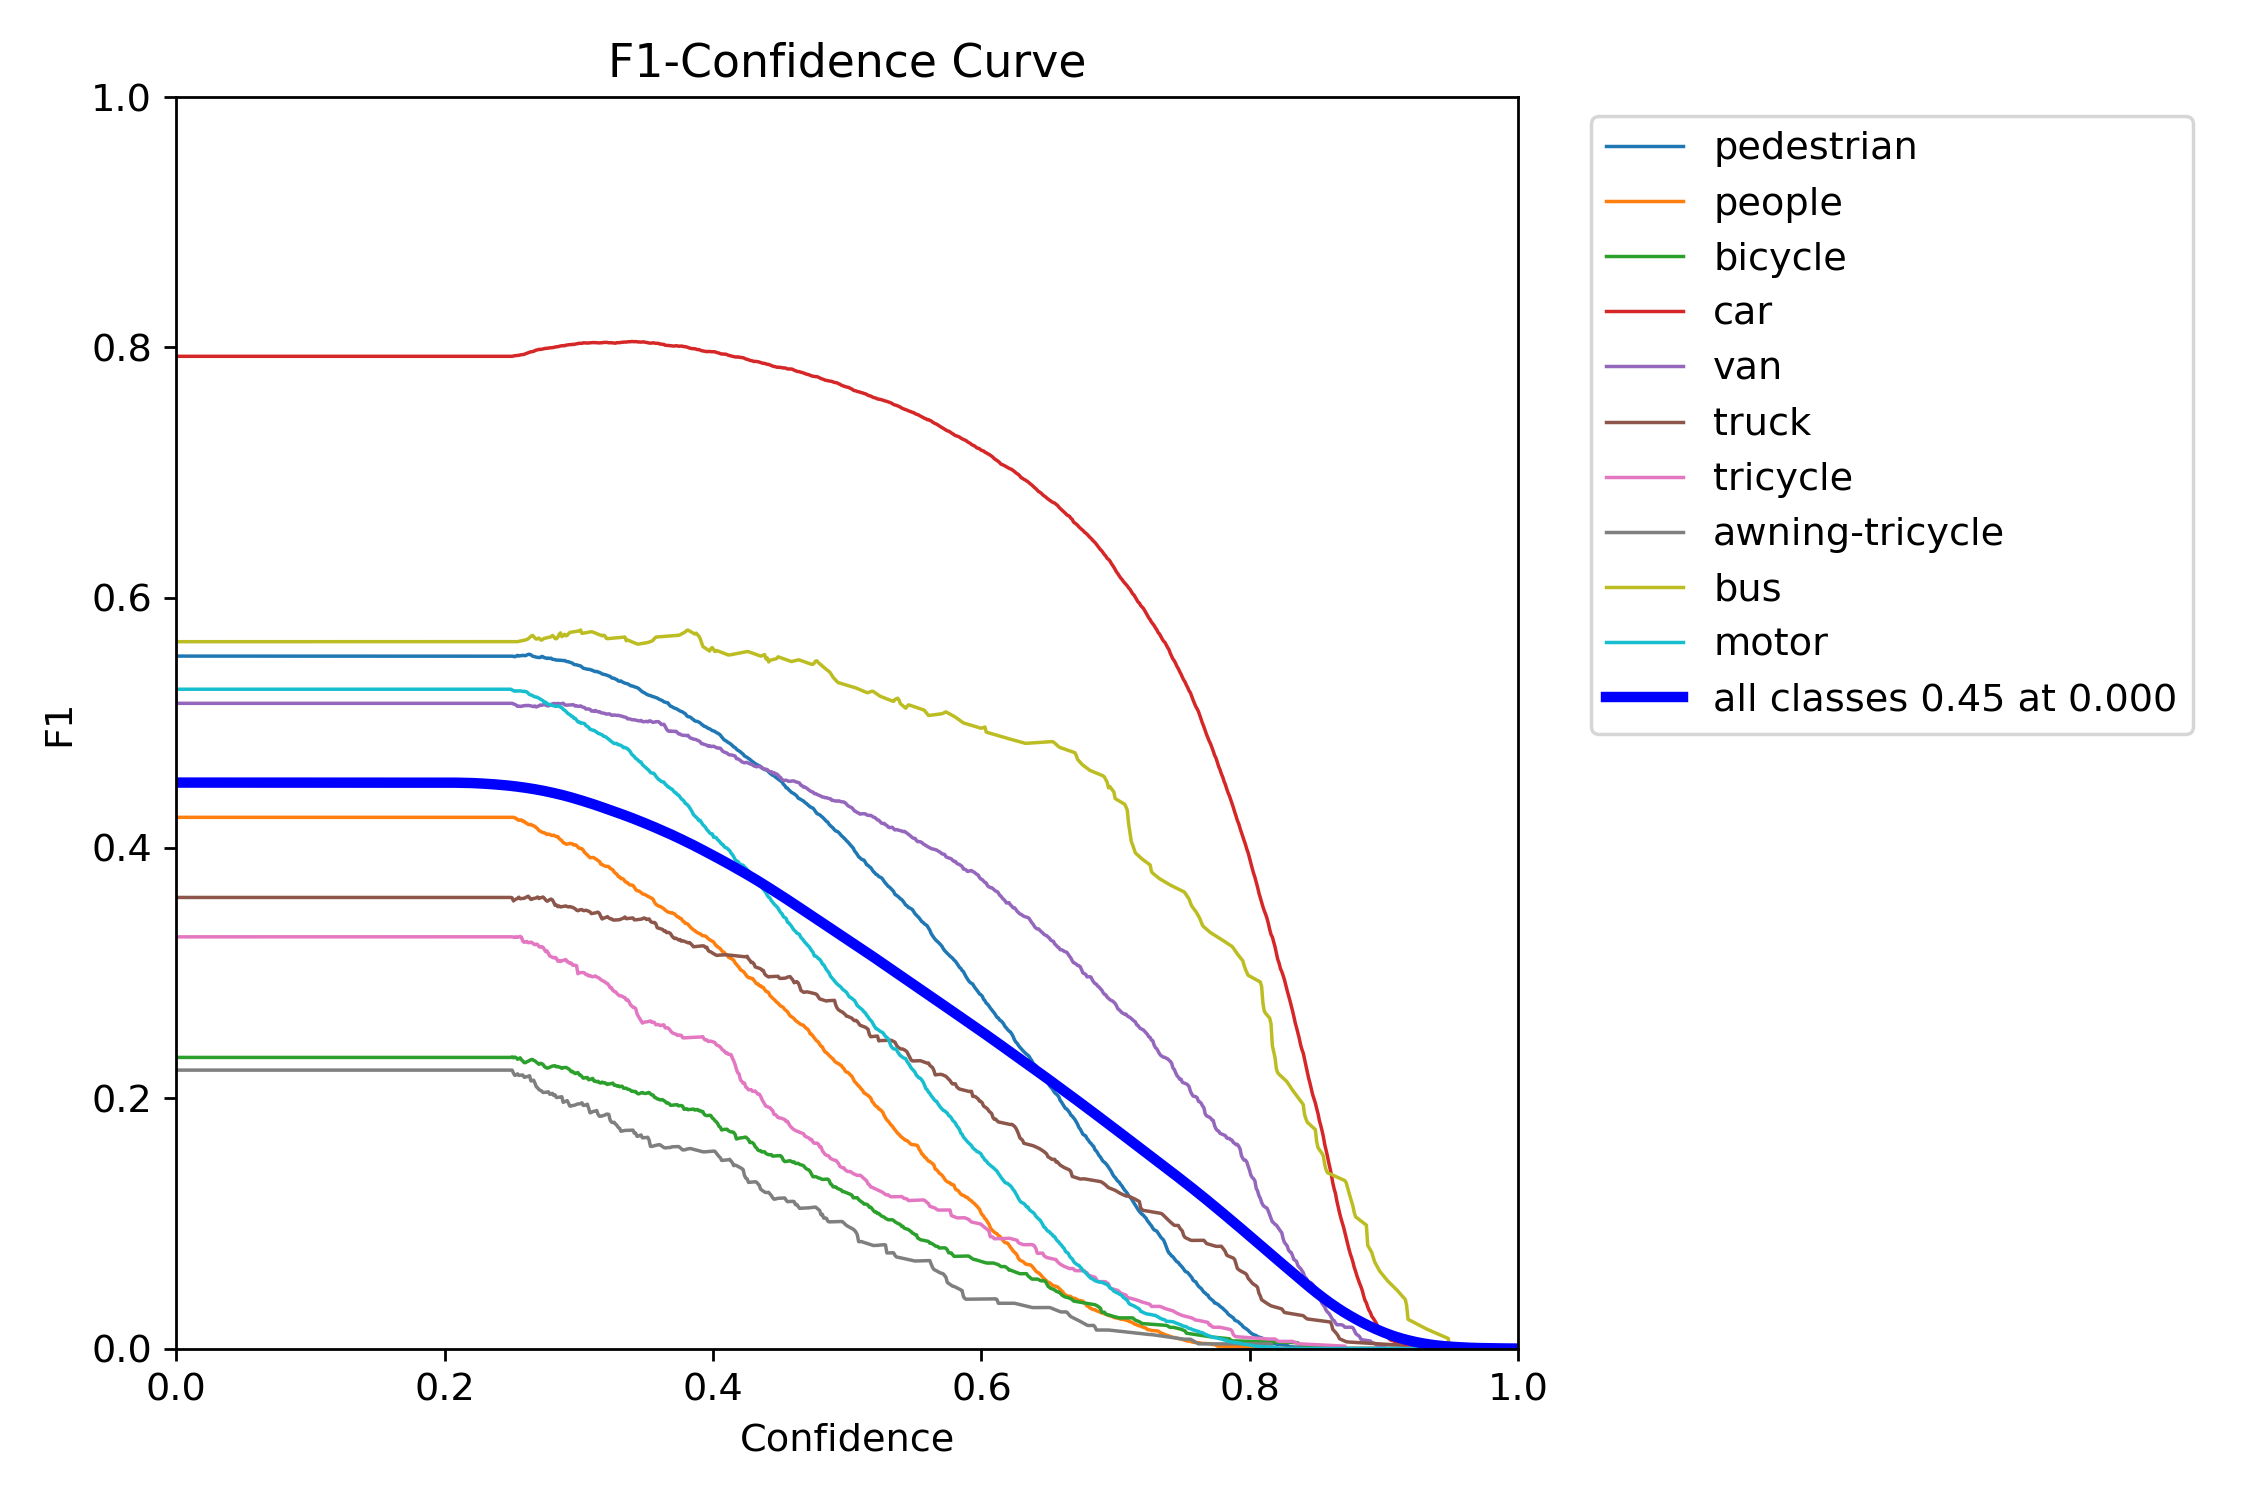 F1-Confidence Curve
1.0
0.8
0.6
0.4
0.2
0.0
F1
0.0 0.2 0.4 0.6 0.8 1.0
Confidence
pedestrian
people
bicycle
car
van
truck
tricycle
awning-tricycle
bus
motor
all classes 0.45 at 0.000